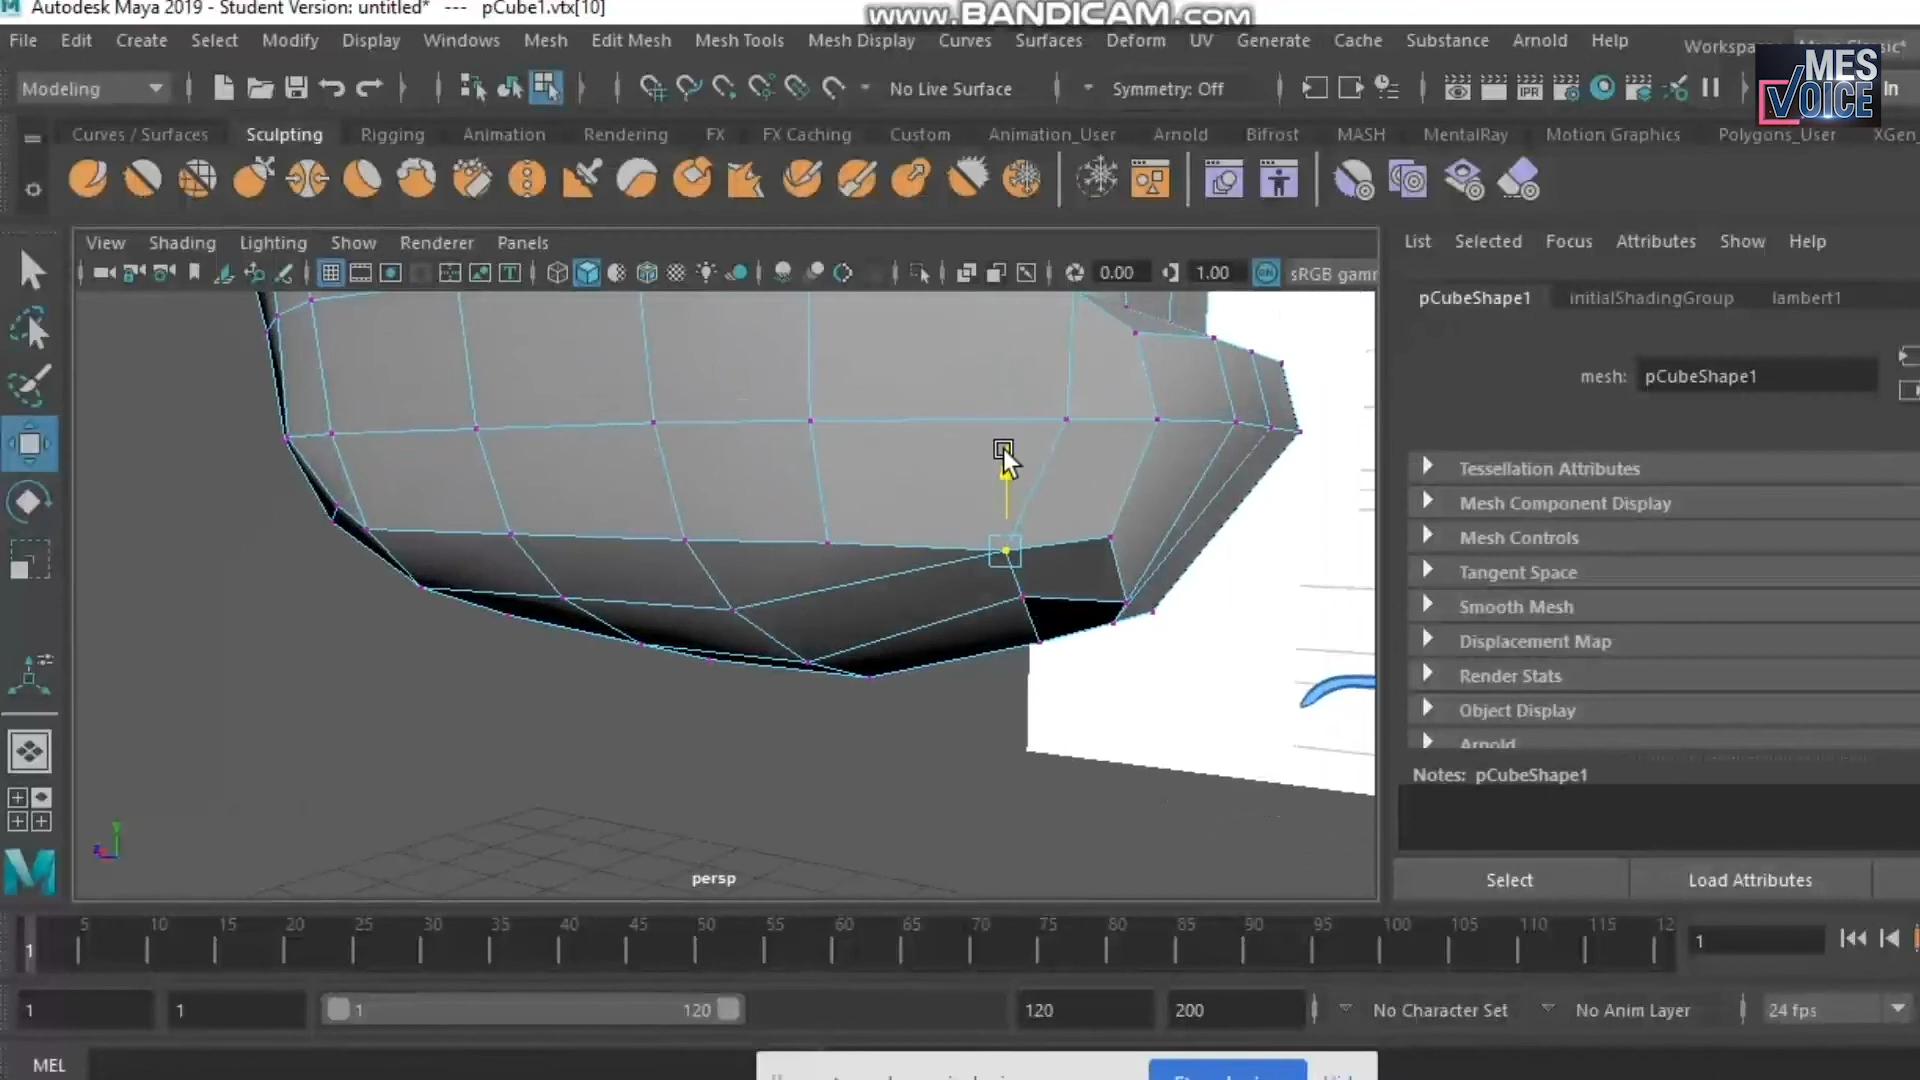 Autodesk Maya 2019 - Student Version: untitled* --- pCube1.vtx[10]
www.BANDICAM.com
File Edit Create Select Modify Display Windows Mesh Edit Mesh Mesh Tools Mesh Display Curves Surfaces Deform UV Generate Cache Substance Arnold Help
MES
VOICE
Modeling No Live Surface Symmetry: Off IPR In
Curves / Surfaces Sculpting Rigging Animation Rendering FX FX Caching Custom Animation_User Arnold Bifrost MASH MentalRay Motion Graphics Polygons_User XGen
View Shading Lighting Show Renderer Panels
List Selected Focus Attributes Show Help
0.00 1.00 ON sRGB gamm
pCubeShape1 initialShadingGroup lambert1
mesh: pCubeShape1
Tessellation Attributes
Mesh Component Display
Mesh Controls
Tangent Space
Smooth Mesh
Displacement Map
Render Stats
Object Display
Arnold
Notes: pCubeShape1
persp
Select Load Attributes
5 10 15 20 25 30 35 40 45 50 55 60 65 70 75 80 85 90 95 100 105 110 115 12
1 1
1 1 1 120 120 200 No Character Set No Anim Layer 24 fps
MEL